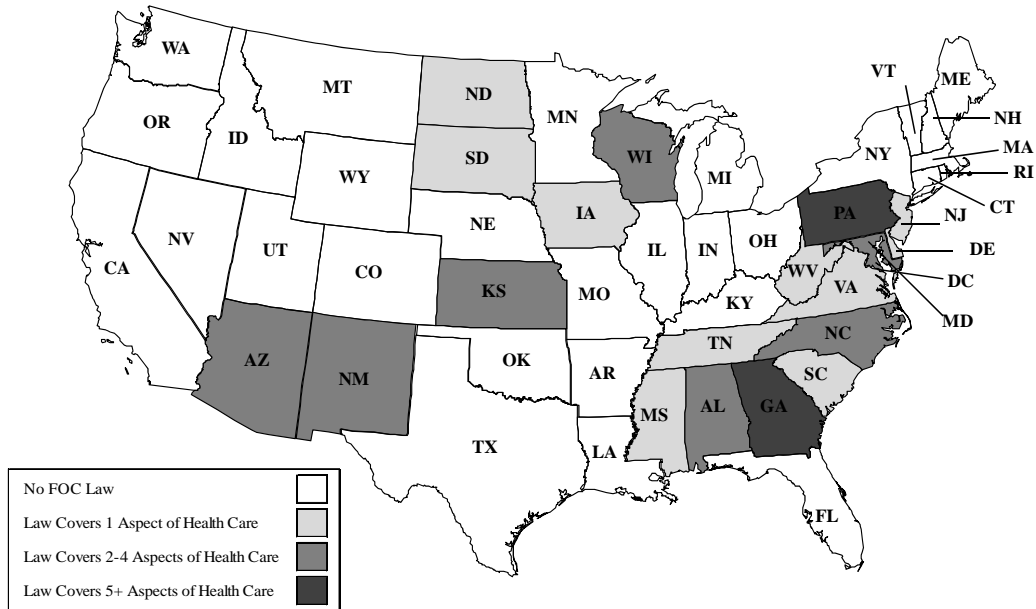 WA
MT
ND
MN
VT
ME
OR
ID
SD
WI
NY
NH
MA
RI
WY
MI
CT
IA
PA
NJ
NE
NV
UT
IL
IN
OH
DE
CA
CO
WV
DC
KS
MO
KY
VA
MD
TN
NC
AZ
NM
OK
AR
SC
MS
AL
GA
TX
LA
FL
No FOC Law
Law Covers 1 Aspect of Health Care
Law Covers 2-4 Aspects of Health Care
Law Covers 5+ Aspects of Health Care